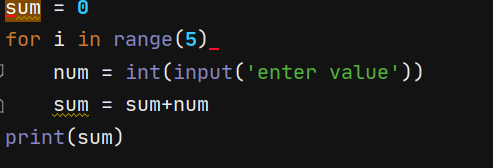 sum = 0
for i in range(5)
    num = int(input('enter value'))
    sum = sum+num
print(sum)